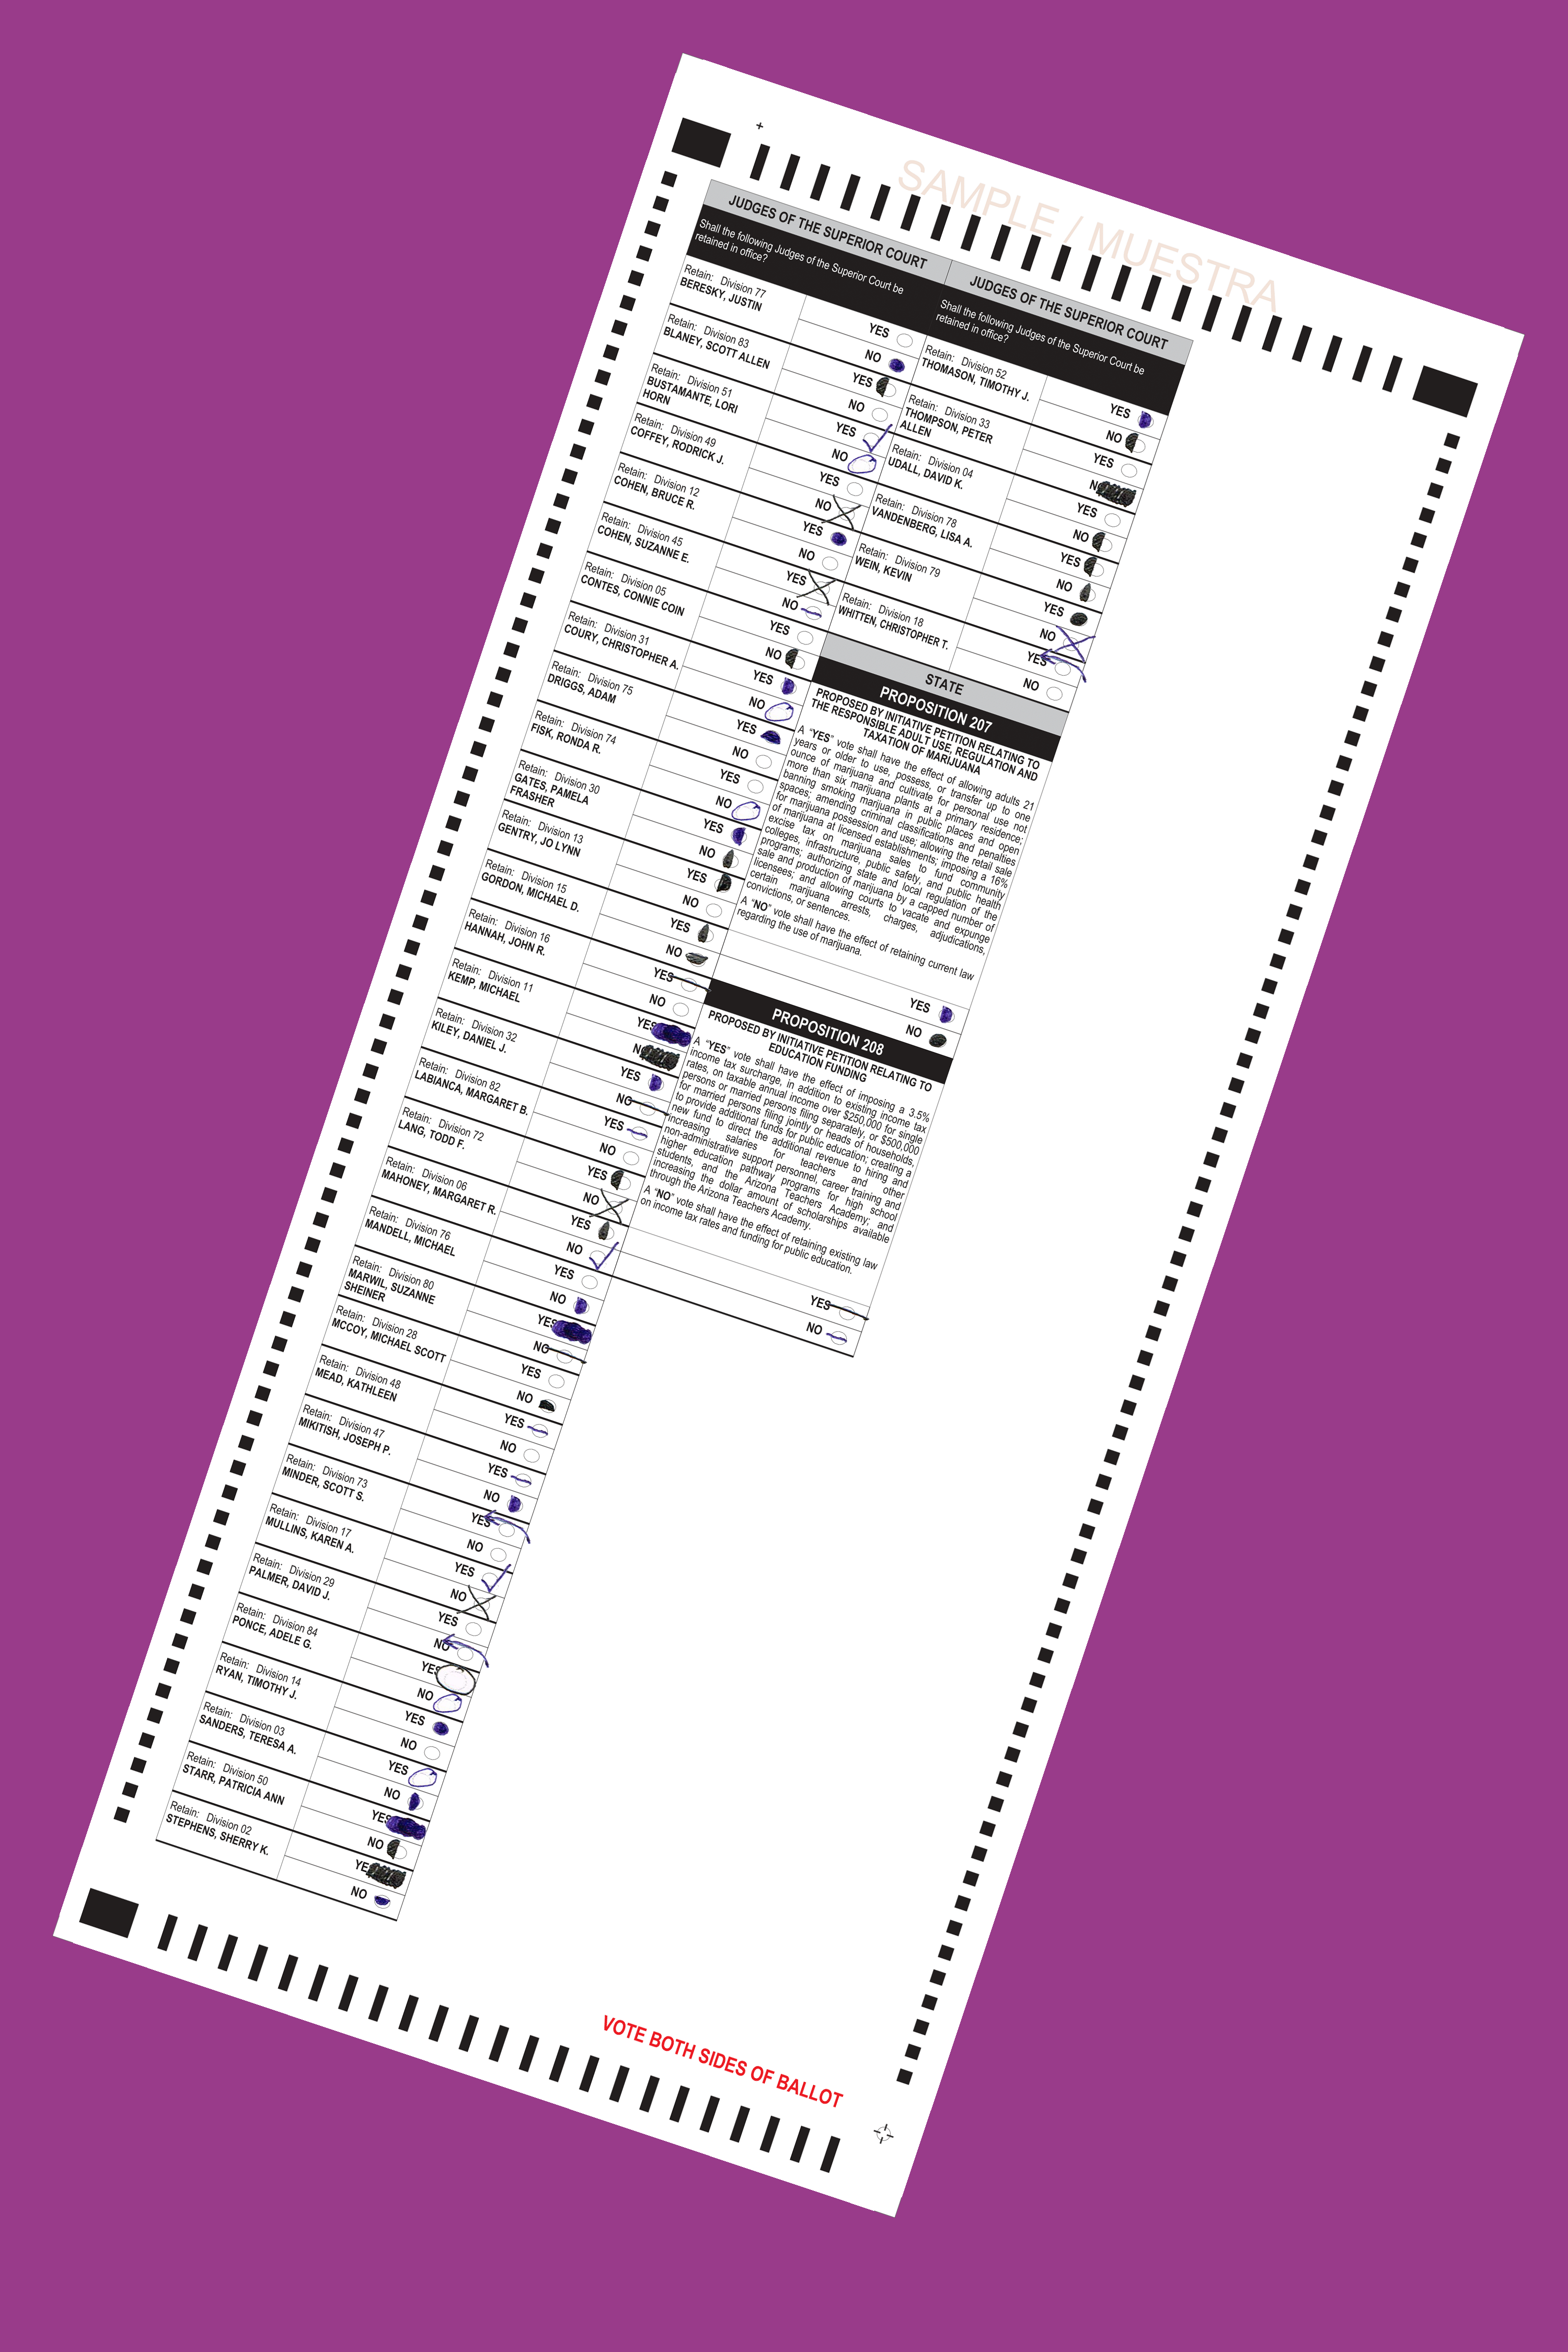 SAMPLE / MUESTRA
JUDGES OF THE SUPERIOR COURT
Shall the following Judges of the Superior Court be
retained in office?
Retain: Division 77
BERESKY, JUSTIN
YES
NO
Retain: Division 83
BLANEY, SCOTT ALLEN
YES
NO
Retain: Division 51
BUSTAMANTE, LORI
HORN
YES
NO
Retain: Division 49
COFFEY, RODRICK J.
YES
NO
Retain: Division 12
COHEN, BRUCE R.
YES
NO
Retain: Division 45
COHEN, SUZANNE E.
YES
NO
Retain: Division 05
CONTES, CONNIE COIN
YES
NO
Retain: Division 31
COURY, CHRISTOPHER A.
YES
NO
Retain: Division 75
DRIGGS, ADAM
YES
NO
Retain: Division 74
FISK, RONDA R.
YES
NO
Retain: Division 30
GATES, PAMELA
FRASHER
YES
NO
Retain: Division 13
GENTRY, JO LYNN
YES
NO
Retain: Division 15
GORDON, MICHAEL D.
YES
NO
Retain: Division 16
HANNAH, JOHN R.
YES
NO
Retain: Division 11
KEMP, MICHAEL
YES
N
Retain: Division 32
KILEY, DANIEL J.
YES
NO
Retain: Division 82
LABIANCA, MARGARET B.
YES
NO
Retain: Division 72
LANG, TODD F.
YES
NO
Retain: Division 06
MAHONEY, MARGARET R.
YES
NO
Retain: Division 76
MANDELL, MICHAEL
YES
NO
Retain: Division 80
MARWIL, SUZANNE
SHEINER
YES
NO
Retain: Division 28
MCCOY, MICHAEL SCOTT
YES
NO
Retain: Division 48
MEAD, KATHLEEN
YES
NO
Retain: Division 47
MIKITISH, JOSEPH P.
YES
NO
Retain: Division 73
MINDER, SCOTT S.
YES
NO
Retain: Division 17
MULLINS, KAREN A.
YES
NO
Retain: Division 29
PALMER, DAVID J.
YES
NO
Retain: Division 84
PONCE, ADELE G.
YES
NO
Retain: Division 14
RYAN, TIMOTHY J.
YES
NO
Retain: Division 03
SANDERS, TERESA A.
YES
NO
Retain: Division 50
STARR, PATRICIA ANN
YES
NO
Retain: Division 02
STEPHENS, SHERRY K.
YE
NO
JUDGES OF THE SUPERIOR COURT
Shall the following Judges of the Superior Court be
retained in office?
Retain: Division 52
THOMASON, TIMOTHY J.
YES
NO
Retain: Division 33
THOMPSON, PETER
ALLEN
YES
N
Retain: Division 04
UDALL, DAVID K.
YES
NO
Retain: Division 78
VANDENBERG, LISA A.
YES
NO
Retain: Division 79
WEIN, KEVIN
YES
NO
Retain: Division 18
WHITTEN, CHRISTOPHER T.
YES
NO
STATE
PROPOSITION 207
PROPOSED BY INITIATIVE PETITION RELATING TO
THE RESPONSIBLE ADULT USE, REGULATION AND
TAXATION OF MARIJUANA
A "YES" vote shall have the effect of allowing adults 21
years or older to use, possess, or transfer up to one
ounce of marijuana and cultivate for personal use not
more than six marijuana plants at a primary residence;
banning smoking marijuana in public places and open
spaces; amending criminal classifications and penalties
for marijuana possession and use; allowing the retail sale
of marijuana at licensed establishments; imposing a 16%
excise tax on marijuana sales to fund community
colleges, infrastructure, public safety, and public health
programs; authorizing state and local regulation of the
sale and production of marijuana by a capped number of
licensees; and allowing courts to vacate and expunge
certain marijuana arrests, charges, adjudications,
convictions, or sentences.
A "NO" vote shall have the effect of retaining current law
regarding the use of marijuana.
YES
NO
PROPOSITION 208
PROPOSED BY INITIATIVE PETITION RELATING TO
EDUCATION FUNDING
A "YES" vote shall have the effect of imposing a 3.5%
income tax surcharge, in addition to existing income tax
rates, on taxable annual income over $250,000 for single
persons or married persons filing separately, or $500,000
for married persons filing jointly or heads of households,
to provide additional funds for public education; creating a
new fund to direct the additional revenue to hiring and
increasing salaries for teachers and other
non-administrative support personnel, career training and
higher education pathway programs for high school
students, and the Arizona Teachers Academy; and
increasing the dollar amount of scholarships available
through the Arizona Teachers Academy.
A "NO" vote shall have the effect of retaining existing law
on income tax rates and funding for public education.
YES
NO
VOTE BOTH SIDES OF BALLOT